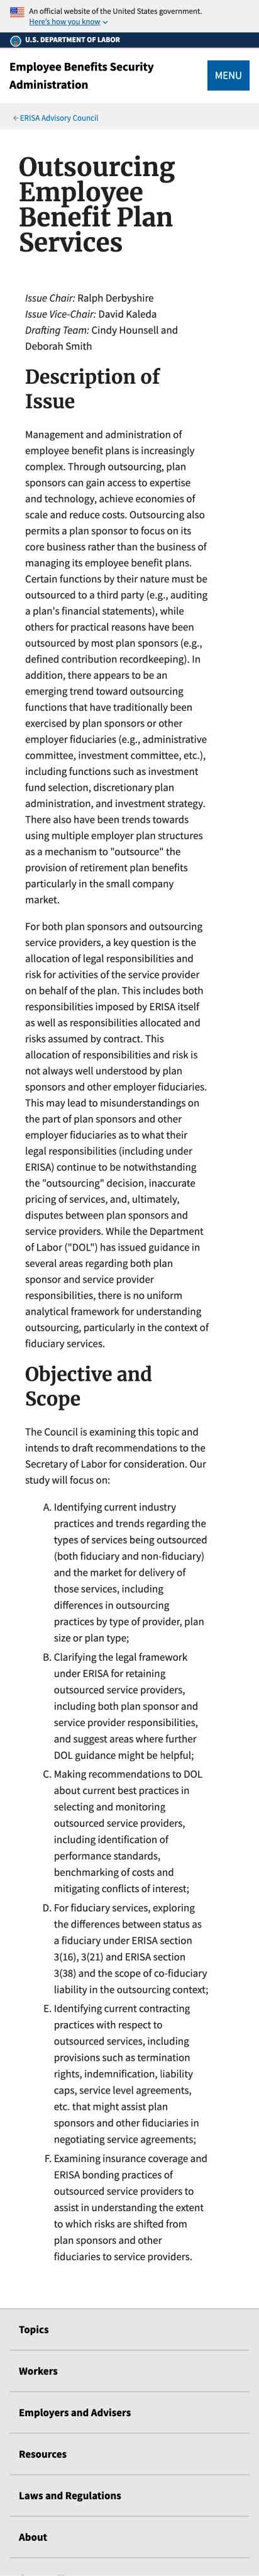 An official website of the United States government.
Here's how you know
U.S. DEPARTMENT OF LABOR
Employee Benefits Security
Administration
MENU
← ERISA Advisory Council
Outsourcing
Employee
Benefit Plan
Services
Issue Chair: Ralph Derbyshire
Issue Vice-Chair: David Kaleda
Drafting Team: Cindy Hounsell and
Deborah Smith
Description of
Issue
Management and administration of
employee benefit plans is increasingly
complex. Through outsourcing, plan
sponsors can gain access to expertise
and technology, achieve economies of
scale and reduce costs. Outsourcing also
permits a plan sponsor to focus on its
core business rather than the business of
managing its employee benefit plans.
Certain functions by their nature must be
outsourced to a third party (e.g., auditing
a plan's financial statements), while
others for practical reasons have been
outsourced by most plan sponsors (e.g.,
defined contribution recordkeeping). In
addition, there appears to be an
emerging trend toward outsourcing
functions that have traditionally been
exercised by plan sponsors or other
employer fiduciaries (e.g., administrative
committee, investment committee, etc.),
including functions such as investment
fund selection, discretionary plan
administration, and investment strategy.
There also have been trends towards
using multiple employer plan structures
as a mechanism to "outsource" the
provision of retirement plan benefits
particularly in the small company
market.
For both plan sponsors and outsourcing
service providers, a key question is the
allocation of legal responsibilities and
risk for activities of the service provider
on behalf of the plan. This includes both
responsibilities imposed by ERISA itself
as well as responsibilities allocated and
risks assumed by contract. This
allocation of responsibilities and risk is
not always well understood by plan
sponsors and other employer fiduciaries.
This may lead to misunderstandings on
the part of plan sponsors and other
employer fiduciaries as to what their
legal responsibilities (including under
ERISA) continue to be notwithstanding
the "outsourcing" decision, inaccurate
pricing of services, and, ultimately,
disputes between plan sponsors and
service providers. While the Department
of Labor ("DOL") has issued guidance in
several areas regarding both plan
sponsor and service provider
responsibilities, there is no uniform
analytical framework for understanding
outsourcing, particularly in the context of
fiduciary services.
Objective and
Scope
The Council is examining this topic and
intends to draft recommendations to the
Secretary of Labor for consideration. Our
study will focus on:
A. Identifying current industry
practices and trends regarding the
types of services being outsourced
(both fiduciary and non-fiduciary)
and the market for delivery of
those services, including
differences in outsourcing
practices by type of provider, plan
size or plan type;
B. Clarifying the legal framework
under ERISA for retaining
outsourced service providers,
including both plan sponsor and
service provider responsibilities,
and suggest areas where further
DOL guidance might be helpful;
C. Making recommendations to DOL
about current best practices in
selecting and monitoring
outsourced service providers,
including identification of
performance standards,
benchmarking of costs and
mitigating conflicts of interest;
D. For fiduciary services, exploring
the differences between status as
a fiduciary under ERISA section
3(16), 3(21) and ERISA section
3(38) and the scope of co-fiduciary
liability in the outsourcing context;
E. Identifying current contracting
practices with respect to
outsourced services, including
provisions such as termination
rights, indemnification, liability
caps, service level agreements,
etc. that might assist plan
sponsors and other fiduciaries in
negotiating service agreements;
F. Examining insurance coverage and
ERISA bonding practices of
outsourced service providers to
assist in understanding the extent
to which risks are shifted from
plan sponsors and other
fiduciaries to service providers.
Topics
Workers
Employers and Advisers
Resources
Laws and Regulations
About